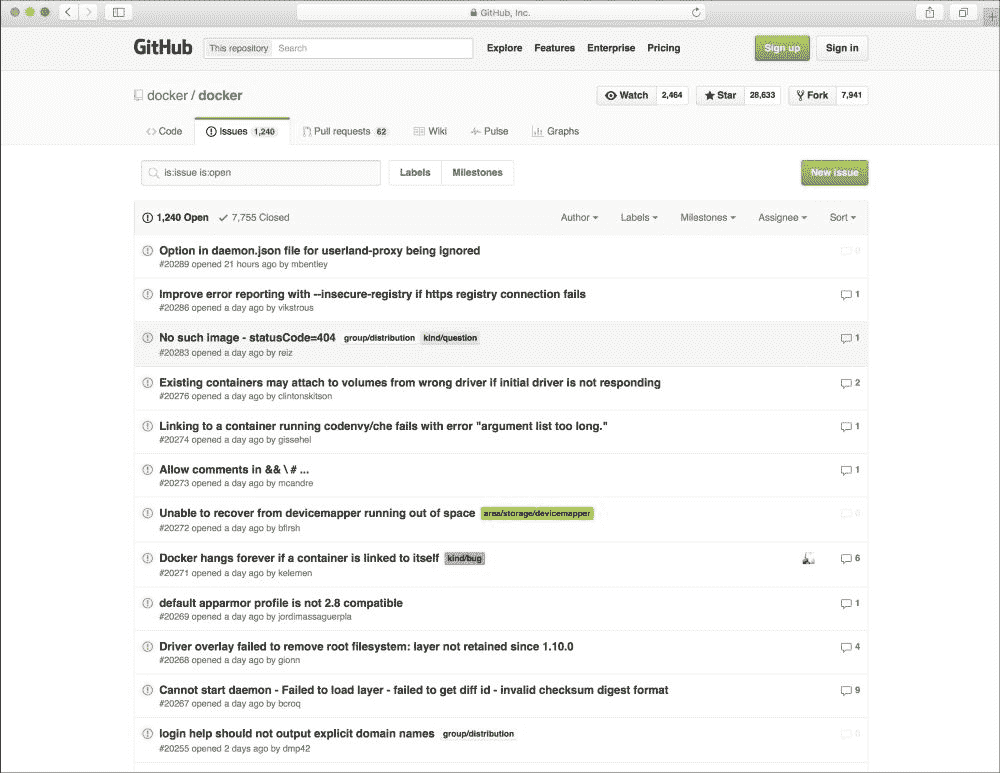 GitHub, Inc.
GitHub This repository Search Explore Features Enterprise Pricing Sign up Sign in
docker / docker Watch 2,464 Star 28,633 Fork 7,941
Code Issues 1,240 Pull requests 62 Wiki Pulse Graphs
is:issue is:open Labels Milestones New issue
1,240 Open 7,755 Closed Author Labels Milestones Assignee Sort
Option in daemon.json file for userland-proxy being ignored 0
#20289 opened 21 hours ago by mbentley
Improve error reporting with --insecure-registry if https registry connection fails 1
#20286 opened a day ago by vikstrous
No such image - statusCode=404 group/distribution kind/question 1
#20283 opened a day ago by reiz
Existing containers may attach to volumes from wrong driver if initial driver is not responding 2
#20276 opened a day ago by clintonskitson
Linking to a container running codenvy/che fails with error "argument list too long." 1
#20274 opened a day ago by gissehel
Allow comments in && \ # ... 1
#20273 opened a day ago by mcandre
Unable to recover from devicemapper running out of space area/storage/devicemapper 0
#20272 opened a day ago by bfirsh
Docker hangs forever if a container is linked to itself kind/bug 6
#20271 opened a day ago by kelemen
default apparmor profile is not 2.8 compatible 1
#20269 opened a day ago by jordimassaguerpla
Driver overlay failed to remove root filesystem: layer not retained since 1.10.0 4
#20268 opened a day ago by gionn
Cannot start daemon - Failed to load layer - failed to get diff id - invalid checksum digest format 9
#20267 opened a day ago by bcroq
login help should not output explicit domain names group/distribution 0
#20255 opened 2 days ago by dmp42